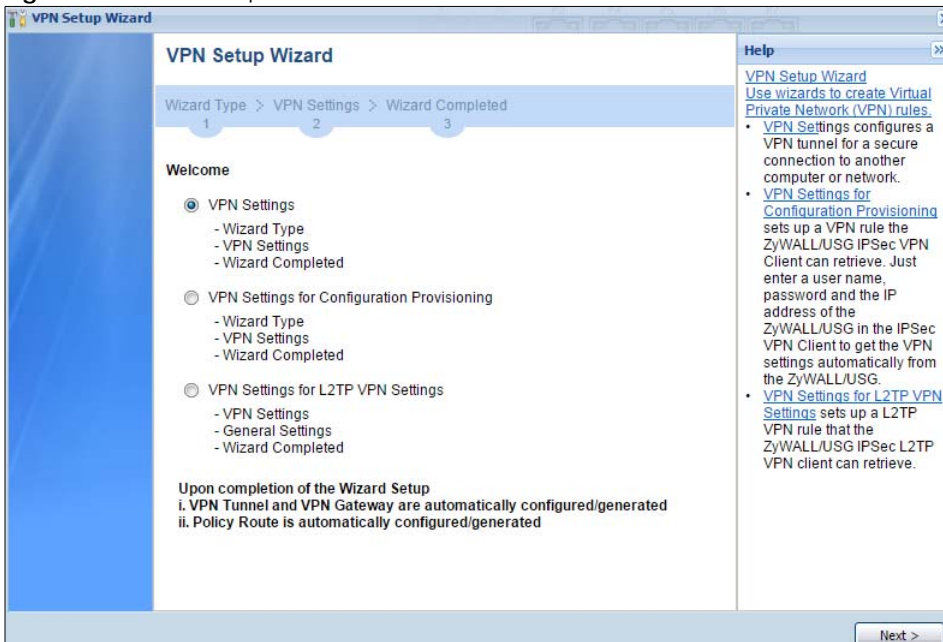 VPN Setup Wizard
VPN Setup Wizard
Wizard Type > VPN Settings > Wizard Completed
1 2 3
Welcome
VPN Settings
- Wizard Type
- VPN Settings
- Wizard Completed
VPN Settings for Configuration Provisioning
- Wizard Type
- VPN Settings
- Wizard Completed
VPN Settings for L2TP VPN Settings
- VPN Settings
- General Settings
- Wizard Completed
Upon completion of the Wizard Setup
i. VPN Tunnel and VPN Gateway are automatically configured/generated
ii. Policy Route is automatically configured/generated
Help
VPN Setup Wizard
Use wizards to create Virtual
Private Network (VPN) rules.
• VPN Settings configures a
VPN tunnel for a secure
connection to another
computer or network.
• VPN Settings for
Configuration Provisioning
sets up a VPN rule the
ZyWALL/USG IPSec VPN
Client can retrieve. Just
enter a user name,
password and the IP
address of the
ZyWALL/USG in the IPSec
VPN Client to get the VPN
settings automatically from
the ZyWALL/USG.
• VPN Settings for L2TP VPN
Settings sets up a L2TP
VPN rule that the
ZyWALL/USG IPSec L2TP
VPN client can retrieve.
Next >